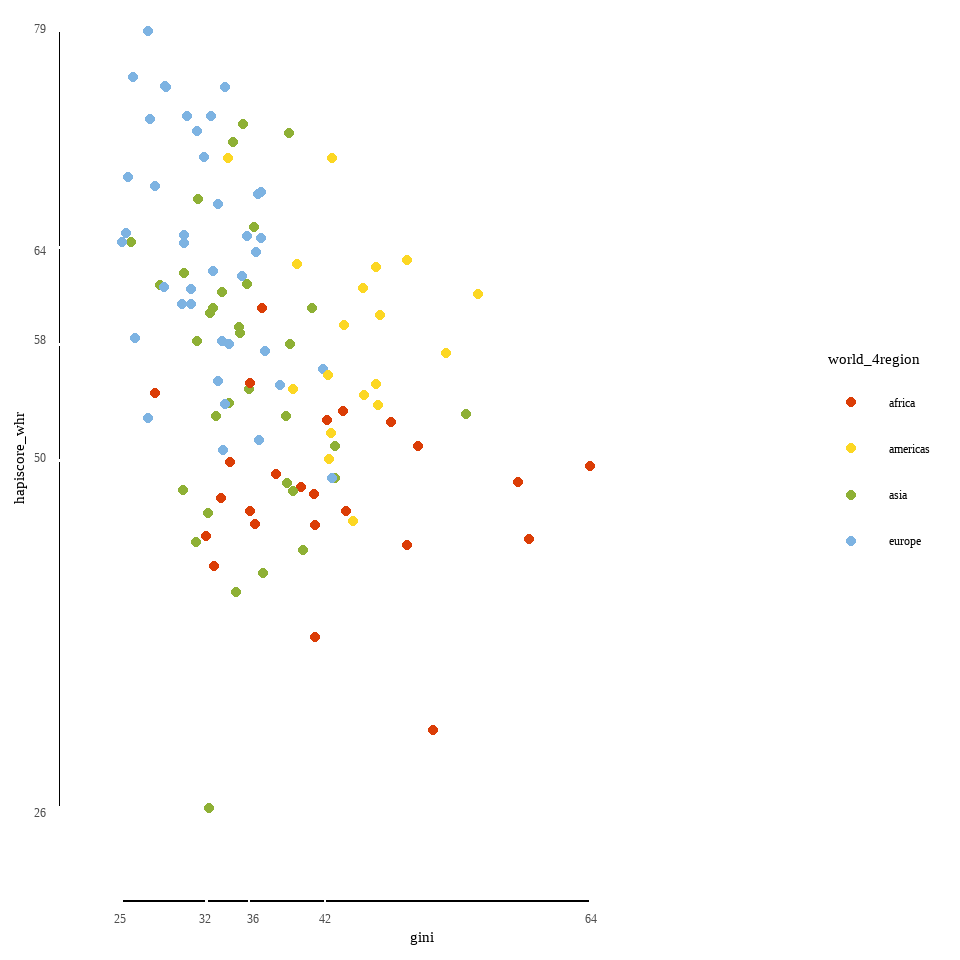 79
64
58
50
26
hapiscore_whr
25 32 36 42 64
gini
world_4region
africa
americas
asia
europe